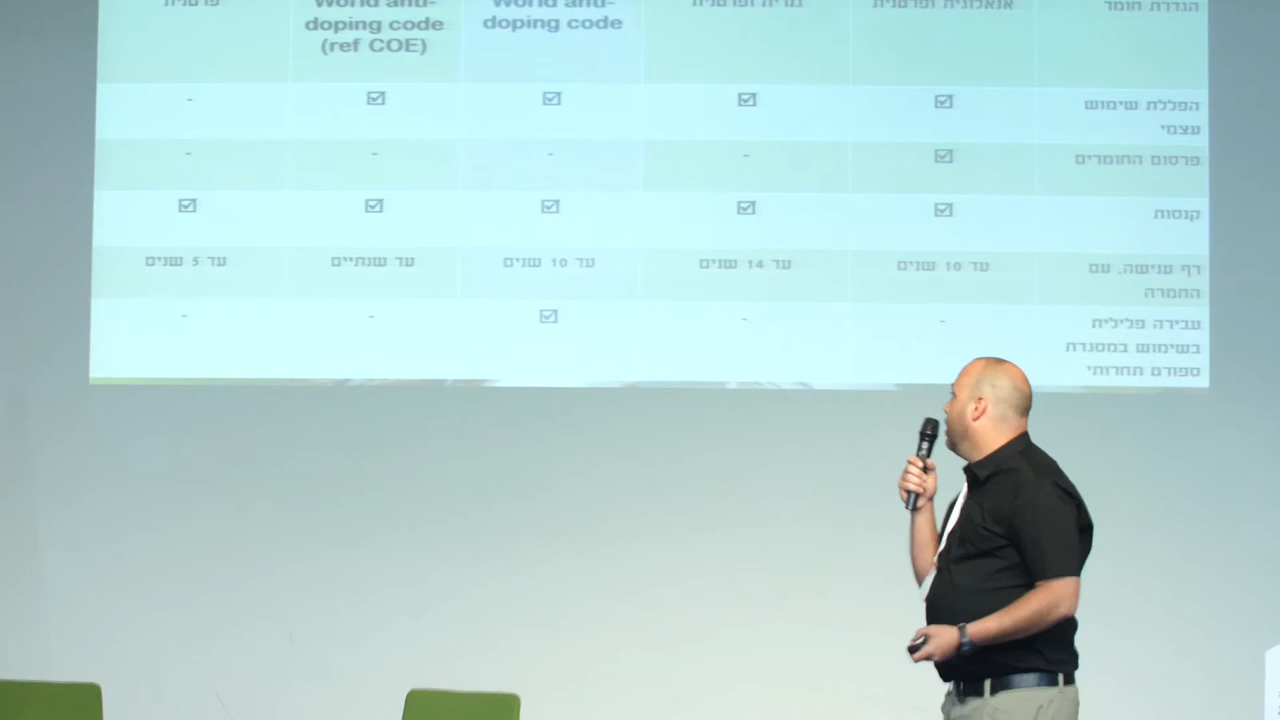 הגדרת חומר אנאלוגית ופרטנית גנרית ופרטנית World anti- World anti- פרטנית
doping code doping code
(ref COE)
הפללת שימוש ☑ ☑ ☑ ☑ -
עצמי
פרסום החומרים ☑ - - - -
קנסות ☑ ☑ ☑ ☑ ☑
רף ענישה, עם עד 10 שנים עד 14 שנים עד 10 שנים עד שנתיים עד 5 שנים
החמרה
עבירה פלילית - - ☑ - -
בשימוש במסגרת
ספורט תחרותי